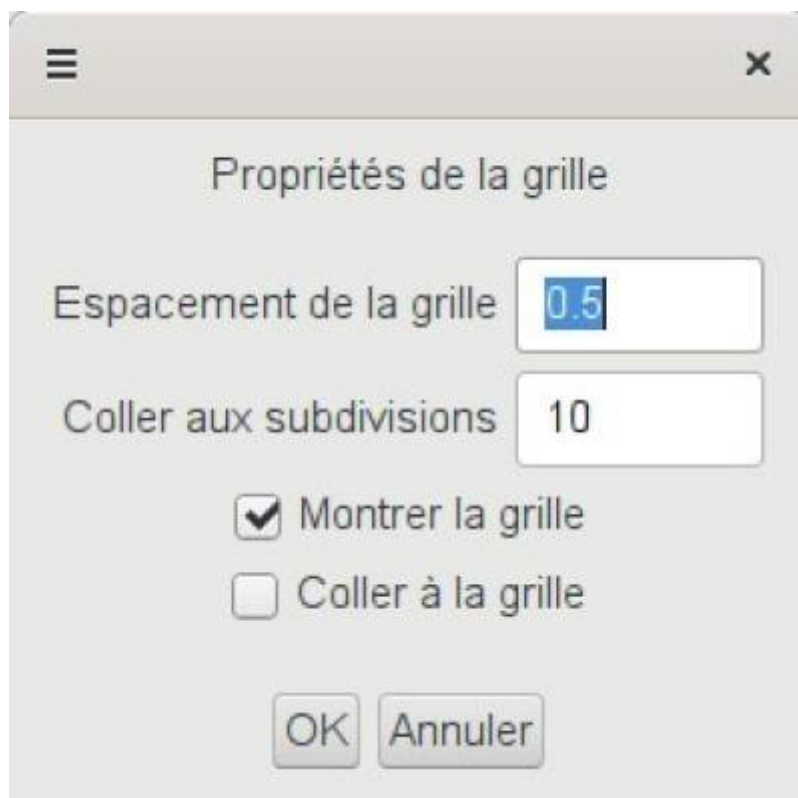 Propriétés de la grille
Espacement de la grille 0.5
Coller aux subdivisions 10
Montrer la grille
Coller à la grille
OK Annuler